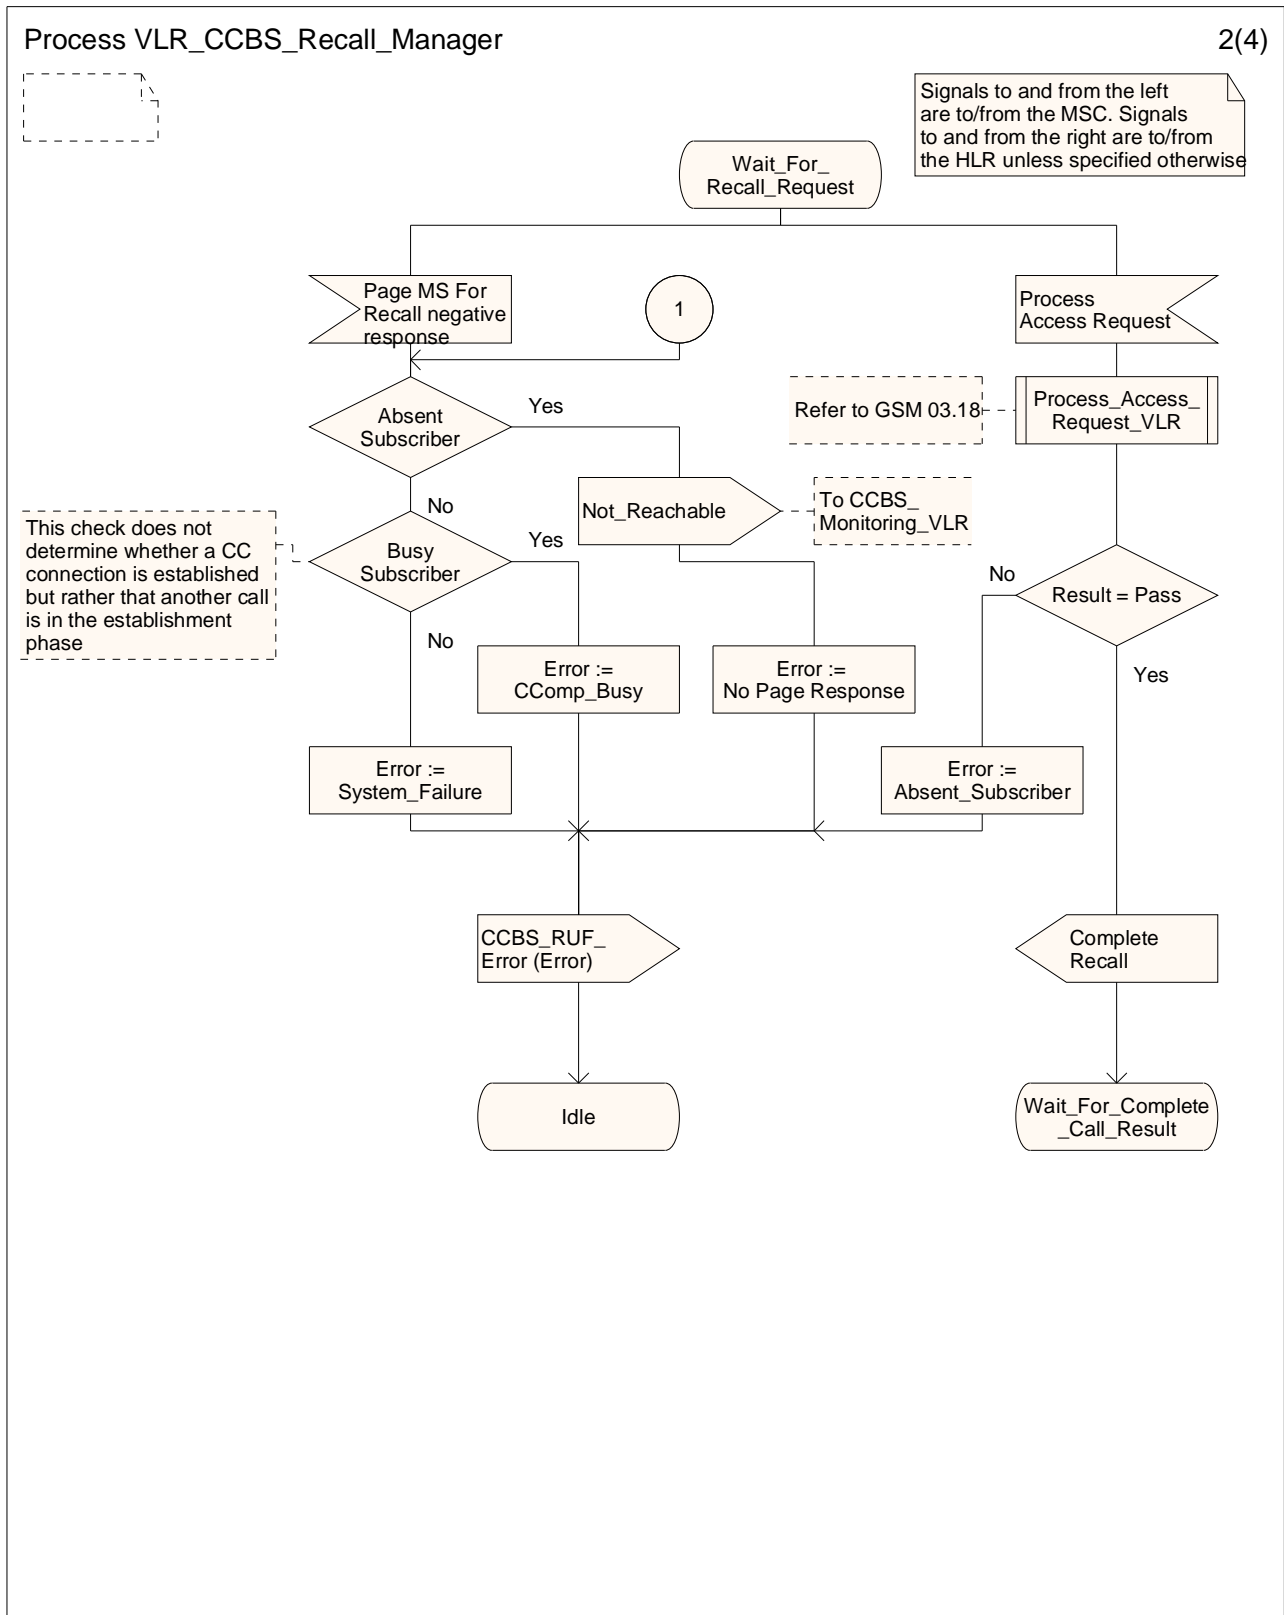 Process VLR_CCBS_Recall_Manager
2(4)
Signals to and from the left
are to/from the MSC. Signals
to and from the right are to/from
the HLR unless specified otherwise
Wait_For_
Recall_Request
Page MS For
Recall negative
response
1
Process
Access Request
Absent
Subscriber
Yes
Refer to GSM 03.18
Process_Access_
Request_VLR
No
Not_Reachable
To CCBS_
Monitoring_VLR
This check does not
determine whether a CC
connection is established
but rather that another call
is in the establishment
phase
Busy
Subscriber
Yes
No
Result = Pass
No
Yes
Error :=
CComp_Busy
Error :=
No Page Response
Error :=
System_Failure
Error :=
Absent_Subscriber
CCBS_RUF_
Error (Error)
Complete
Recall
Idle
Wait_For_Complete
_Call_Result